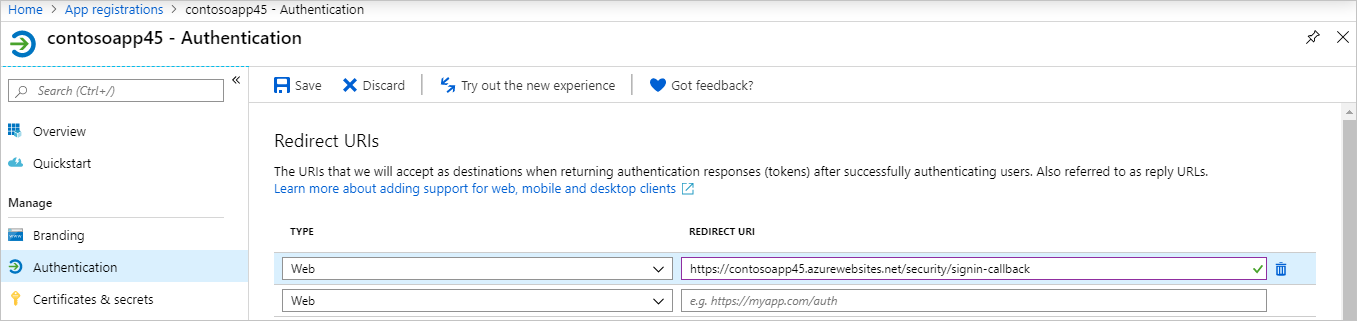 Home > App registrations > contosoapp45 - Authentication
contosoapp45 - Authentication
Search (Ctrl+/)
«
Save Discard Try out the new experience Got feedback?
Overview
Quickstart
Manage
Branding
Authentication
Certificates & secrets
Redirect URIs
The URIs that we will accept as destinations when returning authentication responses (tokens) after successfully authenticating users. Also referred to as reply URLs.
Learn more about adding support for web, mobile and desktop clients
TYPE REDIRECT URI
Web https://contosoapp45.azurewebsites.net/security/signin-callback
Web e.g. https://myapp.com/auth